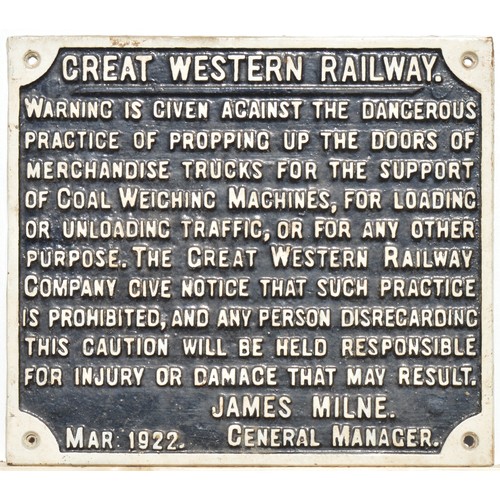 GREAT WESTERN RAILWAY.
WARNING IS GIVEN AGAINST THE DANGEROUS
PRACTICE OF PROPPING UP THE DOORS OF
MERCHANDISE TRUCKS FOR THE SUPPORT
OF COAL WEIGHING MACHINES, FOR LOADING
OR UNLOADING TRAFFIC, OR FOR ANY OTHER
PURPOSE. THE GREAT WESTERN RAILWAY
COMPANY GIVE NOTICE THAT SUCH PRACTICE
IS PROHIBITED, AND ANY PERSON DISREGARDING
THIS CAUTION WILL BE HELD RESPONSIBLE
FOR INJURY OR DAMAGE THAT MAY RESULT.
JAMES MILNE.
MAR: 1922. GENERAL MANAGER.